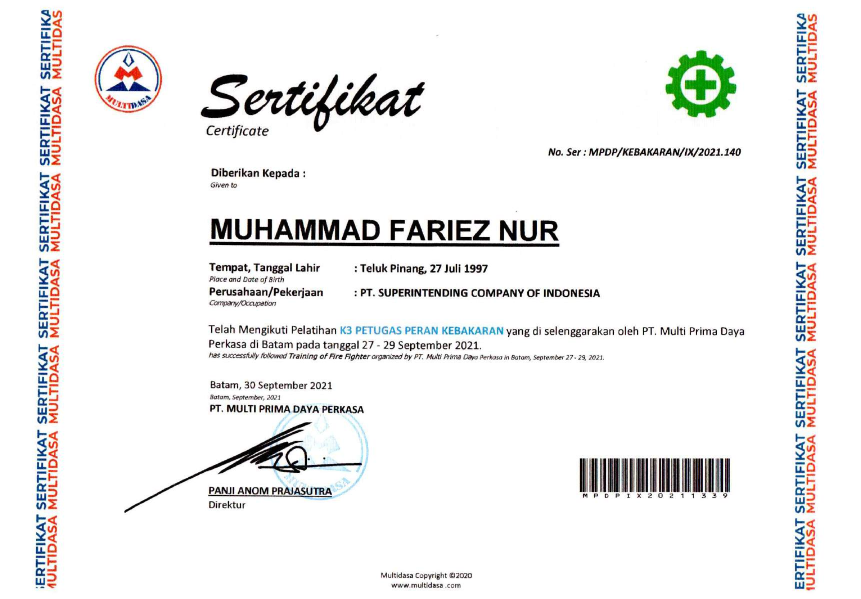 SERTIFIKAT SERTIFIKAT SERTIFIKAT SERTIFIKAT SERTIFIKA
MULTIDASA MULTIDASA MULTIDASA MULTIDASA MULTIDAS
MULTIDASA
Sertifikat
Certificate
No. Ser : MPDP/KEBAKARAN/IX/2021.140
Diberikan Kepada :
Given to
MUHAMMAD FARIEZ NUR
Tempat, Tanggal Lahir : Teluk Pinang, 27 Juli 1997
Place and Date of Birth
Perusahaan/Pekerjaan : PT. SUPERINTENDING COMPANY OF INDONESIA
Company/Occupation
Telah Mengikuti Pelatihan K3 PETUGAS PERAN KEBAKARAN yang di selenggarakan oleh PT. Multi Prima Daya
Perkasa di Batam pada tanggal 27 - 29 September 2021.
has successfully followed Training of Fire Fighter organized by PT. Multi Prima Daya Perkasa in Batam, September 27 - 29, 2021.
Batam, 30 September 2021
Batam, September, 2021
PT. MULTI PRIMA DAYA PERKASA
MULTIDASA
PANJI ANOM PRAJASUTRA
Direktur
MPDPIX20211339
Multidasa Copyright ©2020
www.multidasa.com
ERTIFIKAT SERTIFIKAT SERTIFIKAT SERTIFIKAT SERTIFIKA
MULTIDASA MULTIDASA MULTIDASA MULTIDASA MULTIDAS